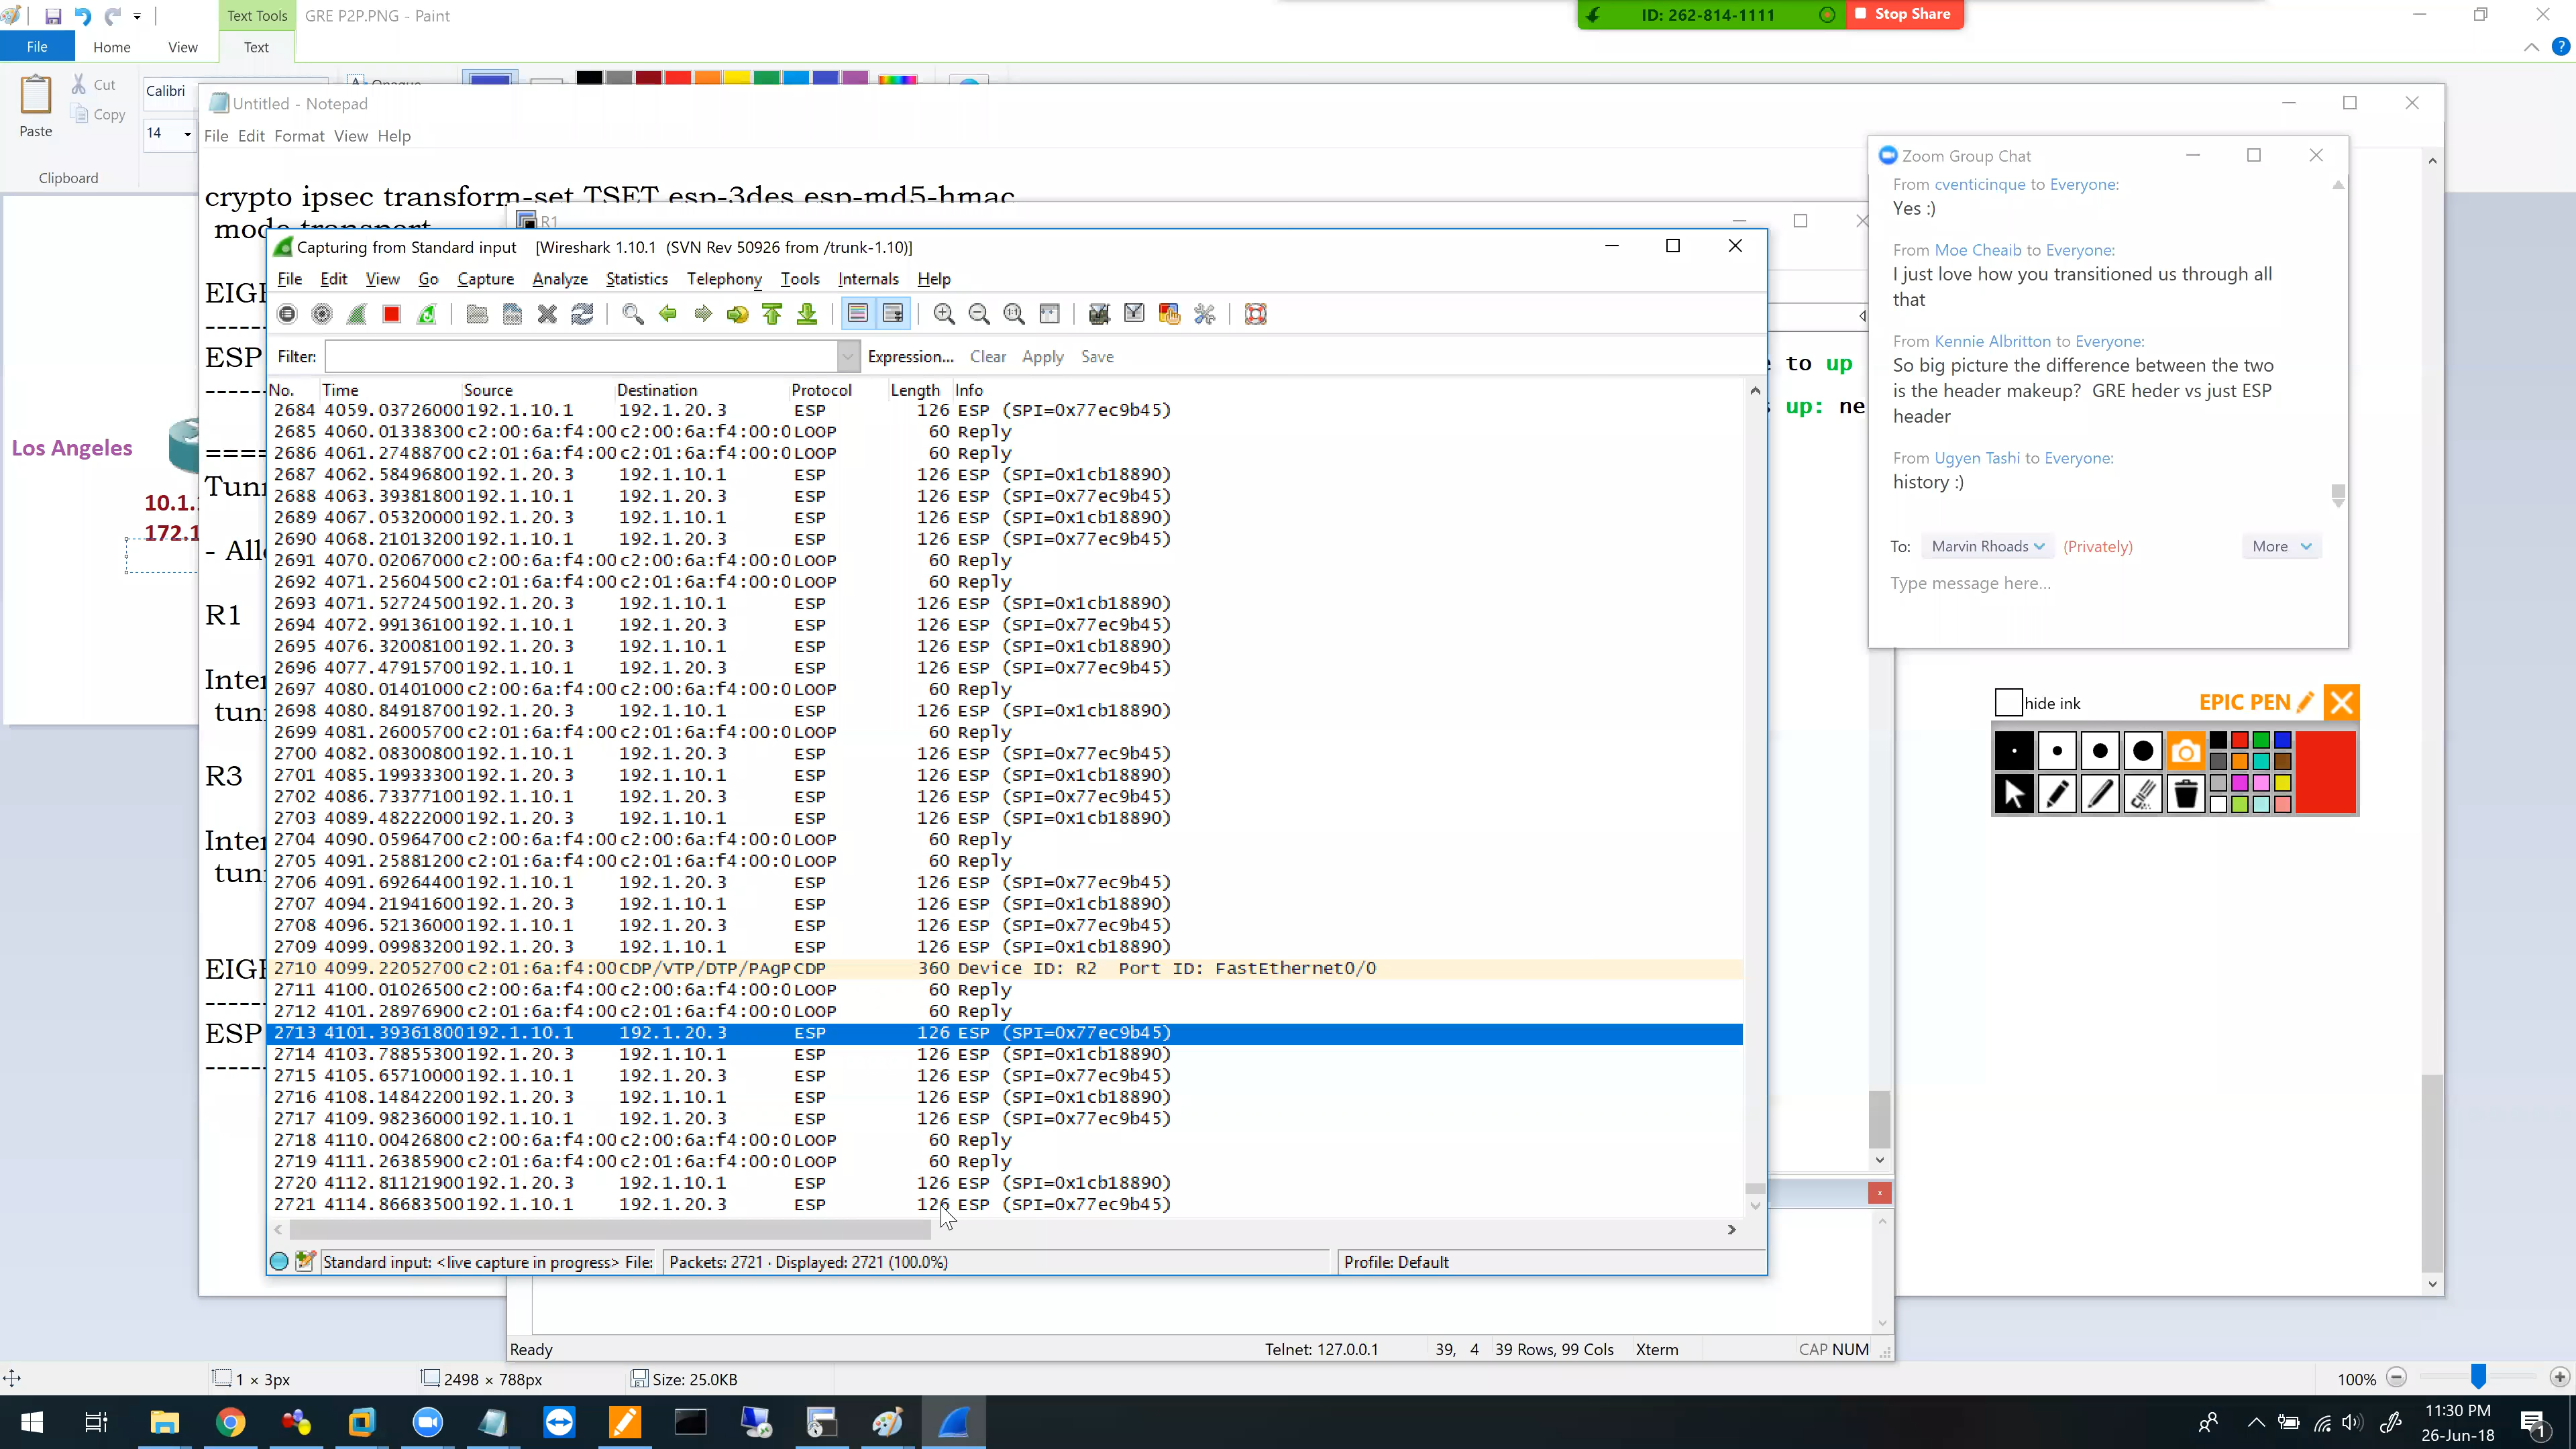 Text Tools
GRE P2P.PNG - Paint
ID: 262-814-1111
Stop Share
File
Home
View
Text
Paste
Cut
Copy
Calibri
14
Clipboard
Untitled - Notepad
File Edit Format View Help
crypto ipsec transform-set TSET esp-3des esp-md5-hmac
mode transport
ESP
Los Angeles
10.1.
R1
R3
ESP
R1
Capturing from Standard input [Wireshark 1.10.1 (SVN Rev 50926 from /trunk-1.10)]
File Edit View Go Capture Analyze Statistics Telephony Tools Internals Help
Filter:
Expression... Clear Apply Save
No. Time Source Destination Protocol Length Info
2684 4059.03726000 192.1.10.1 192.1.20.3 ESP 126 ESP (SPI=0x77ec9b45)
2685 4060.01338300 c2:00:6a:f4:00 c2:00:6a:f4:00:0 LOOP 60 Reply
2686 4061.27488700 c2:01:6a:f4:00 c2:01:6a:f4:00:0 LOOP 60 Reply
2687 4062.58496800 192.1.20.3 192.1.10.1 ESP 126 ESP (SPI=0x1cb18890)
2688 4063.39381800 192.1.10.1 192.1.20.3 ESP 126 ESP (SPI=0x77ec9b45)
2689 4067.05320000 192.1.20.3 192.1.10.1 ESP 126 ESP (SPI=0x1cb18890)
2690 4068.21013200 192.1.10.1 192.1.20.3 ESP 126 ESP (SPI=0x77ec9b45)
2691 4070.02067000 c2:00:6a:f4:00 c2:00:6a:f4:00:0 LOOP 60 Reply
2692 4071.25604500 c2:01:6a:f4:00 c2:01:6a:f4:00:0 LOOP 60 Reply
2693 4071.52724500 192.1.20.3 192.1.10.1 ESP 126 ESP (SPI=0x1cb18890)
2694 4072.99136100 192.1.10.1 192.1.20.3 ESP 126 ESP (SPI=0x77ec9b45)
2695 4076.32008100 192.1.20.3 192.1.10.1 ESP 126 ESP (SPI=0x1cb18890)
2696 4077.47915700 192.1.10.1 192.1.20.3 ESP 126 ESP (SPI=0x77ec9b45)
2697 4080.01401000 c2:00:6a:f4:00 c2:00:6a:f4:00:0 LOOP 60 Reply
2698 4080.84918700 192.1.20.3 192.1.10.1 ESP 126 ESP (SPI=0x1cb18890)
2699 4081.26005700 c2:01:6a:f4:00 c2:01:6a:f4:00:0 LOOP 60 Reply
2700 4082.08300800 192.1.10.1 192.1.20.3 ESP 126 ESP (SPI=0x77ec9b45)
2701 4085.19933300 192.1.20.3 192.1.10.1 ESP 126 ESP (SPI=0x1cb18890)
2702 4086.73377100 192.1.10.1 192.1.20.3 ESP 126 ESP (SPI=0x77ec9b45)
2703 4089.48222000 192.1.20.3 192.1.10.1 ESP 126 ESP (SPI=0x1cb18890)
2704 4090.05964700 c2:00:6a:f4:00 c2:00:6a:f4:00:0 LOOP 60 Reply
2705 4091.25881200 c2:01:6a:f4:00 c2:01:6a:f4:00:0 LOOP 60 Reply
2706 4091.69264400 192.1.10.1 192.1.20.3 ESP 126 ESP (SPI=0x77ec9b45)
2707 4094.21941600 192.1.20.3 192.1.10.1 ESP 126 ESP (SPI=0x1cb18890)
2708 4096.52136000 192.1.10.1 192.1.20.3 ESP 126 ESP (SPI=0x77ec9b45)
2709 4099.09983200 192.1.20.3 192.1.10.1 ESP 126 ESP (SPI=0x1cb18890)
2710 4099.22052700 c2:01:6a:f4:00 CDP/VTP/DTP/PAgP CDP 360 Device ID: R2 Port ID: FastEthernet0/0
2711 4100.01026500 c2:00:6a:f4:00 c2:00:6a:f4:00:0 LOOP 60 Reply
2712 4101.28976900 c2:01:6a:f4:00 c2:01:6a:f4:00:0 LOOP 60 Reply
2713 4101.39361800 192.1.10.1 192.1.20.3 ESP 126 ESP (SPI=0x77ec9b45)
2714 4103.78855300 192.1.20.3 192.1.10.1 ESP 126 ESP (SPI=0x1cb18890)
2715 4105.65710000 192.1.10.1 192.1.20.3 ESP 126 ESP (SPI=0x77ec9b45)
2716 4108.14842200 192.1.20.3 192.1.10.1 ESP 126 ESP (SPI=0x1cb18890)
2717 4109.98236000 192.1.10.1 192.1.20.3 ESP 126 ESP (SPI=0x77ec9b45)
2718 4110.00426800 c2:00:6a:f4:00 c2:00:6a:f4:00:0 LOOP 60 Reply
2719 4111.26385900 c2:01:6a:f4:00 c2:01:6a:f4:00:0 LOOP 60 Reply
2720 4112.81121900 192.1.20.3 192.1.10.1 ESP 126 ESP (SPI=0x1cb18890)
2721 4114.86683500 192.1.10.1 192.1.20.3 ESP 126 ESP (SPI=0x77ec9b45)
Standard input: <live capture in progress> File:
Packets: 2721 · Displayed: 2721 (100.0%)
Profile: Default
to up
up: ne
Zoom Group Chat
From cventicinque to Everyone:
Yes :)
From Moe Cheaib to Everyone:
I just love how you transitioned us through all
that
From Kennie Albritton to Everyone:
So big picture the difference between the two
is the header makeup? GRE heder vs just ESP
header
From Ugyen Tashi to Everyone:
history :)
To: Marvin Rhoads (Privately)
More
Type message here...
hide ink
EPIC PEN
Ready
Telnet: 127.0.0.1
39, 4
39 Rows, 99 Cols
Xterm
CAP NUM
1 × 3px
2498 × 788px
Size: 25.0KB
100%
11:30 PM
26-Jun-18
1